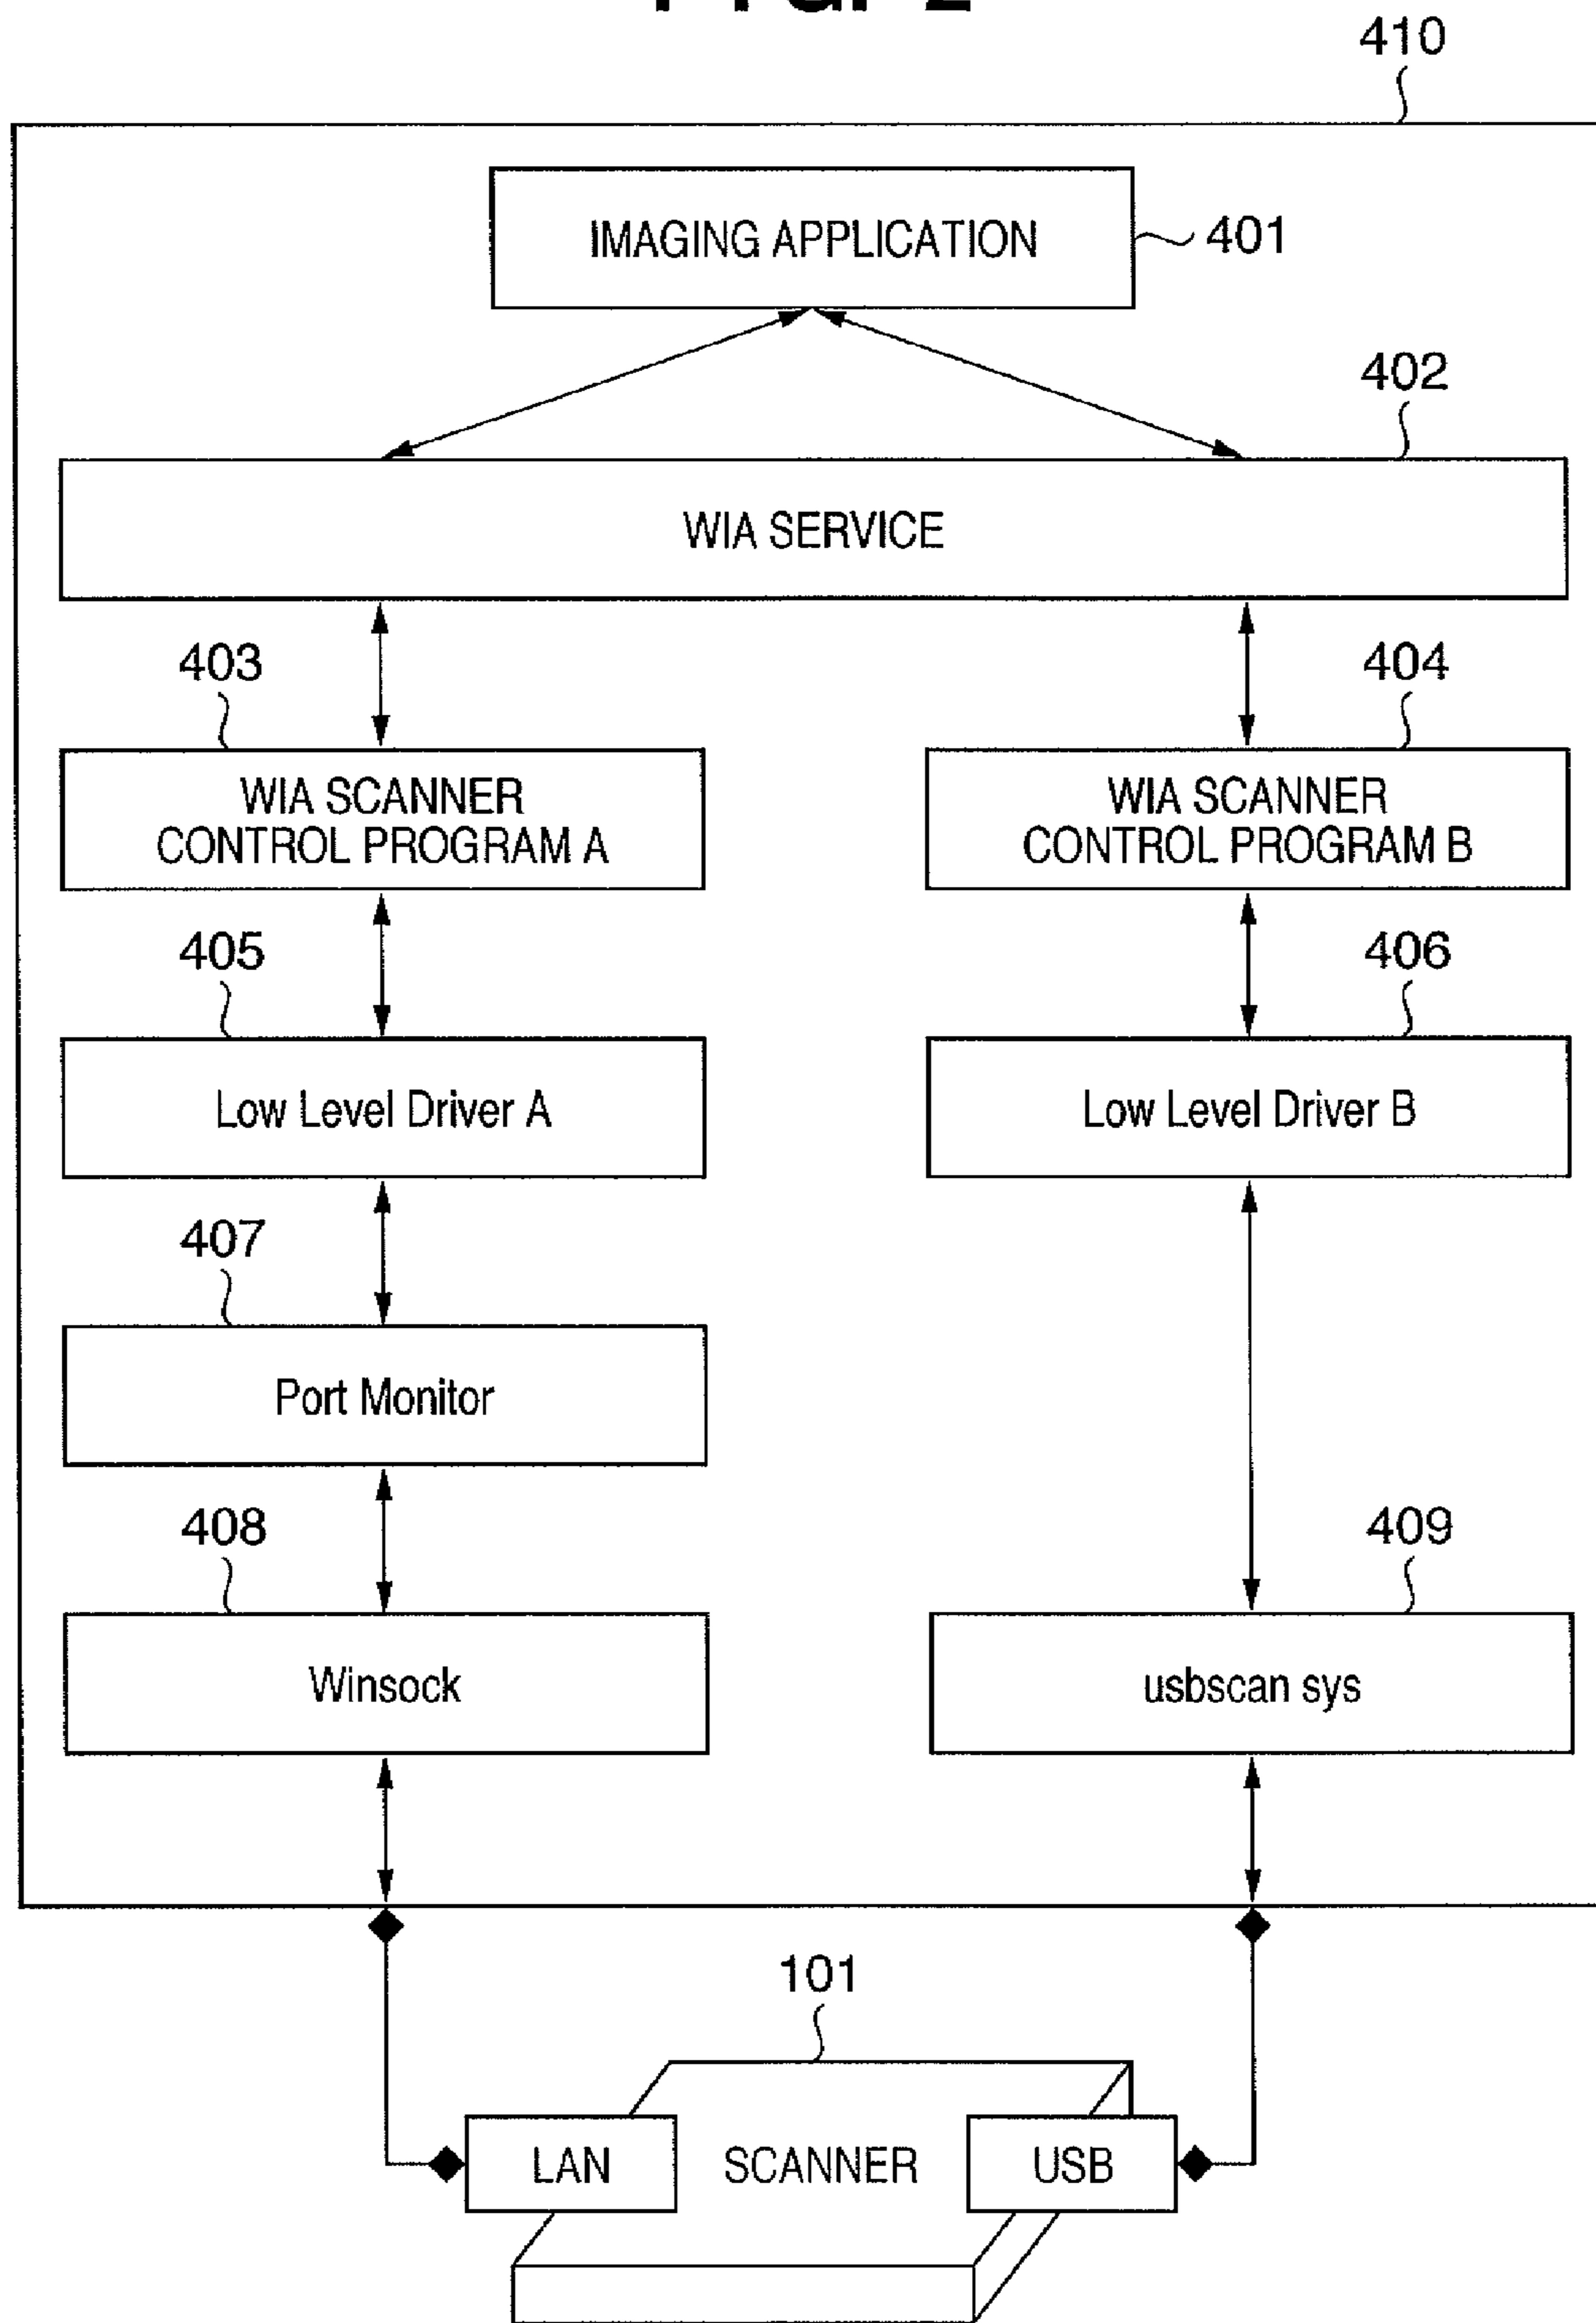 410
IMAGING APPLICATION
401
402
WIA SERVICE
403
404
WIA SCANNER
CONTROL PROGRAM A
WIA SCANNER
CONTROL PROGRAM B
405
406
Low Level Driver A
Low Level Driver B
407
Port Monitor
408
409
Winsock
usbscan sys
101
LAN
SCANNER
USB